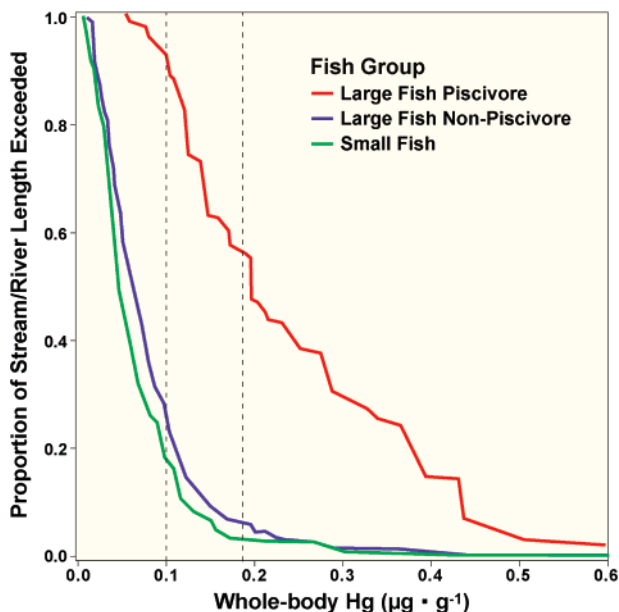 Proportion of Stream/River Length Exceeded
1.0
0.8
0.6
0.4
0.2
0.0
Fish Group
Large Fish Piscivore
Large Fish Non-Piscivore
Small Fish
0.0 0.1 0.2 0.3 0.4 0.5 0.6
Whole-body Hg (µg · g⁻¹)